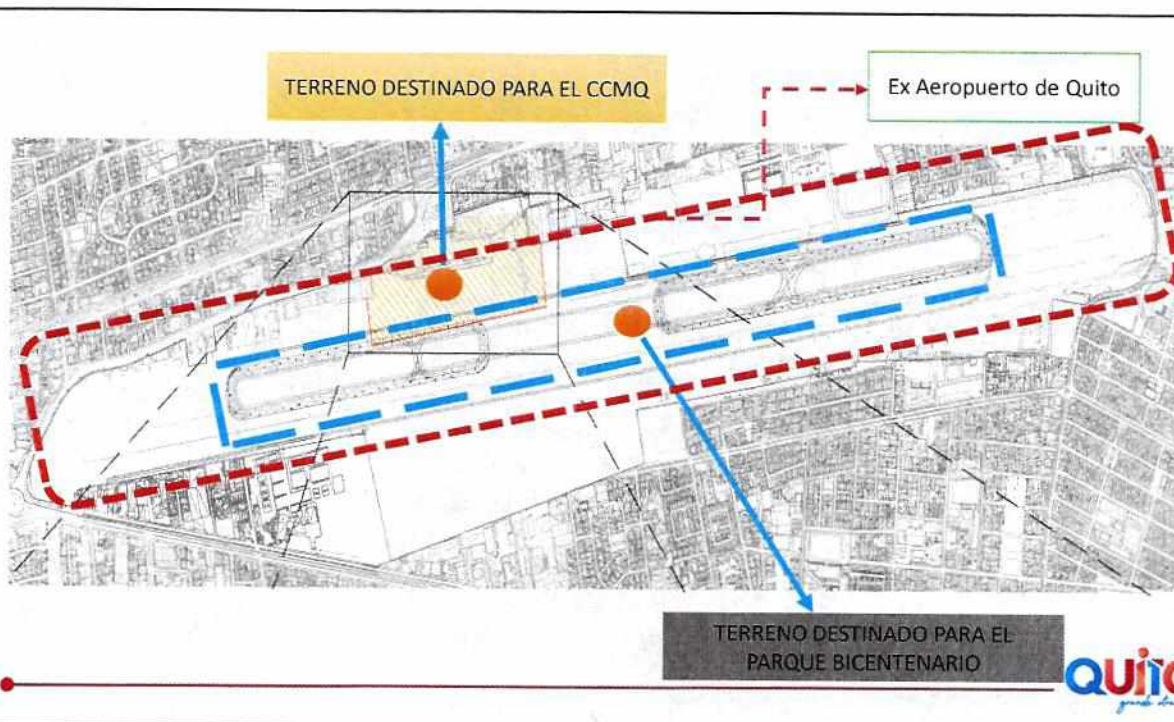 TERRENO DESTINADO PARA EL CCMQ
Ex Aeropuerto de Quito
TERRENO DESTINADO PARA EL
PARQUE BICENTENARIO
QUITO